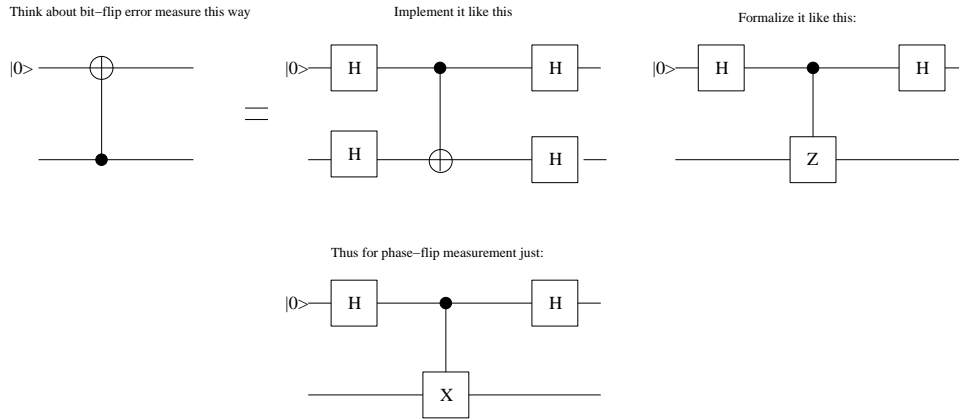 Think about bit−flip error measure this way
Implement it like this
Formalize it like this:
|0>
|0> H H
|0> H H
H H
Z
Thus for phase−flip measurement just:
|0> H H
X